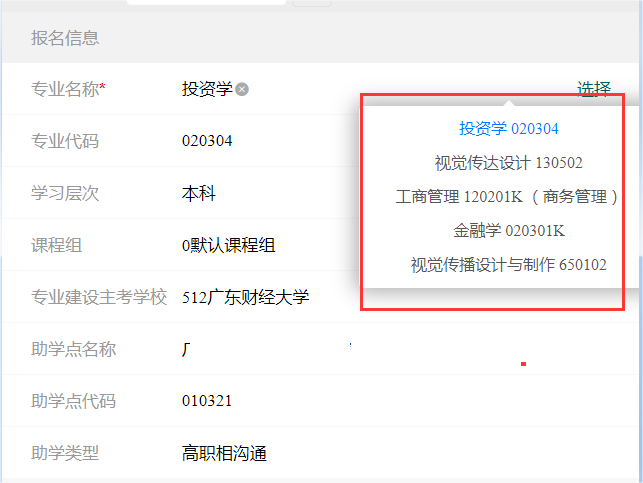 报名信息
专业名称* 投资学 选择
投资学 020304
视觉传达设计 130502
工商管理 120201K （商务管理）
金融学 020301K
视觉传播设计与制作 650102
专业代码 020304
学习层次 本科
课程组 0默认课程组
专业建设主考学校 512广东财经大学
助学点名称
助学点代码 010321
助学类型 高职相沟通